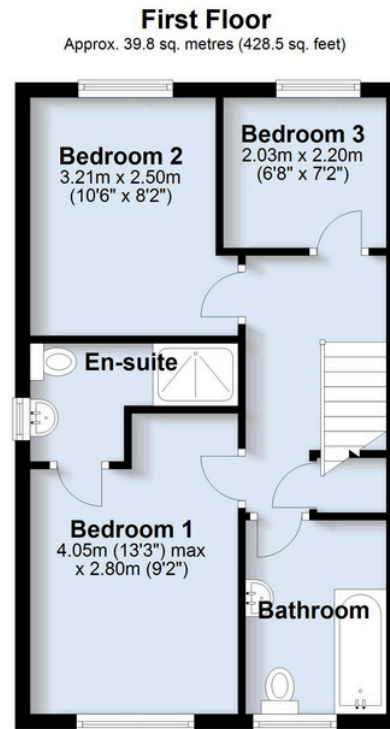 First Floor
Approx. 39.8 sq. metres (428.5 sq. feet)
Bedroom 2
3.21m x 2.50m
(10'6" x 8'2")
Bedroom 3
2.03m x 2.20m
(6'8" x 7'2")
En-suite
Bedroom 1
4.05m (13'3") max
x 2.80m (9'2")
Bathroom